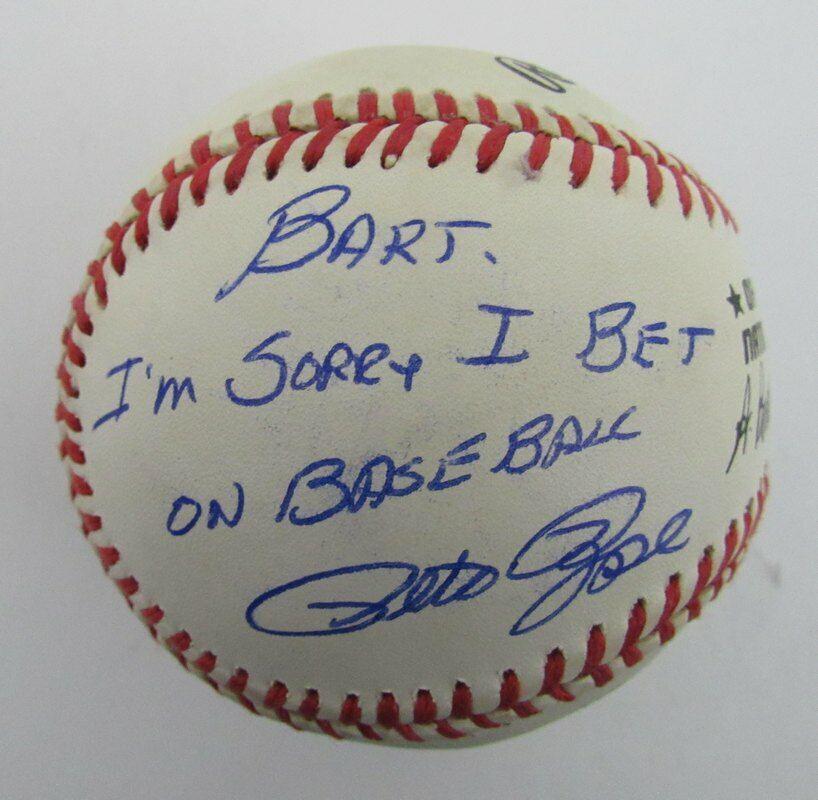 BART.
I'm SORRY I BET
ON BASEBALL
Pete Rose